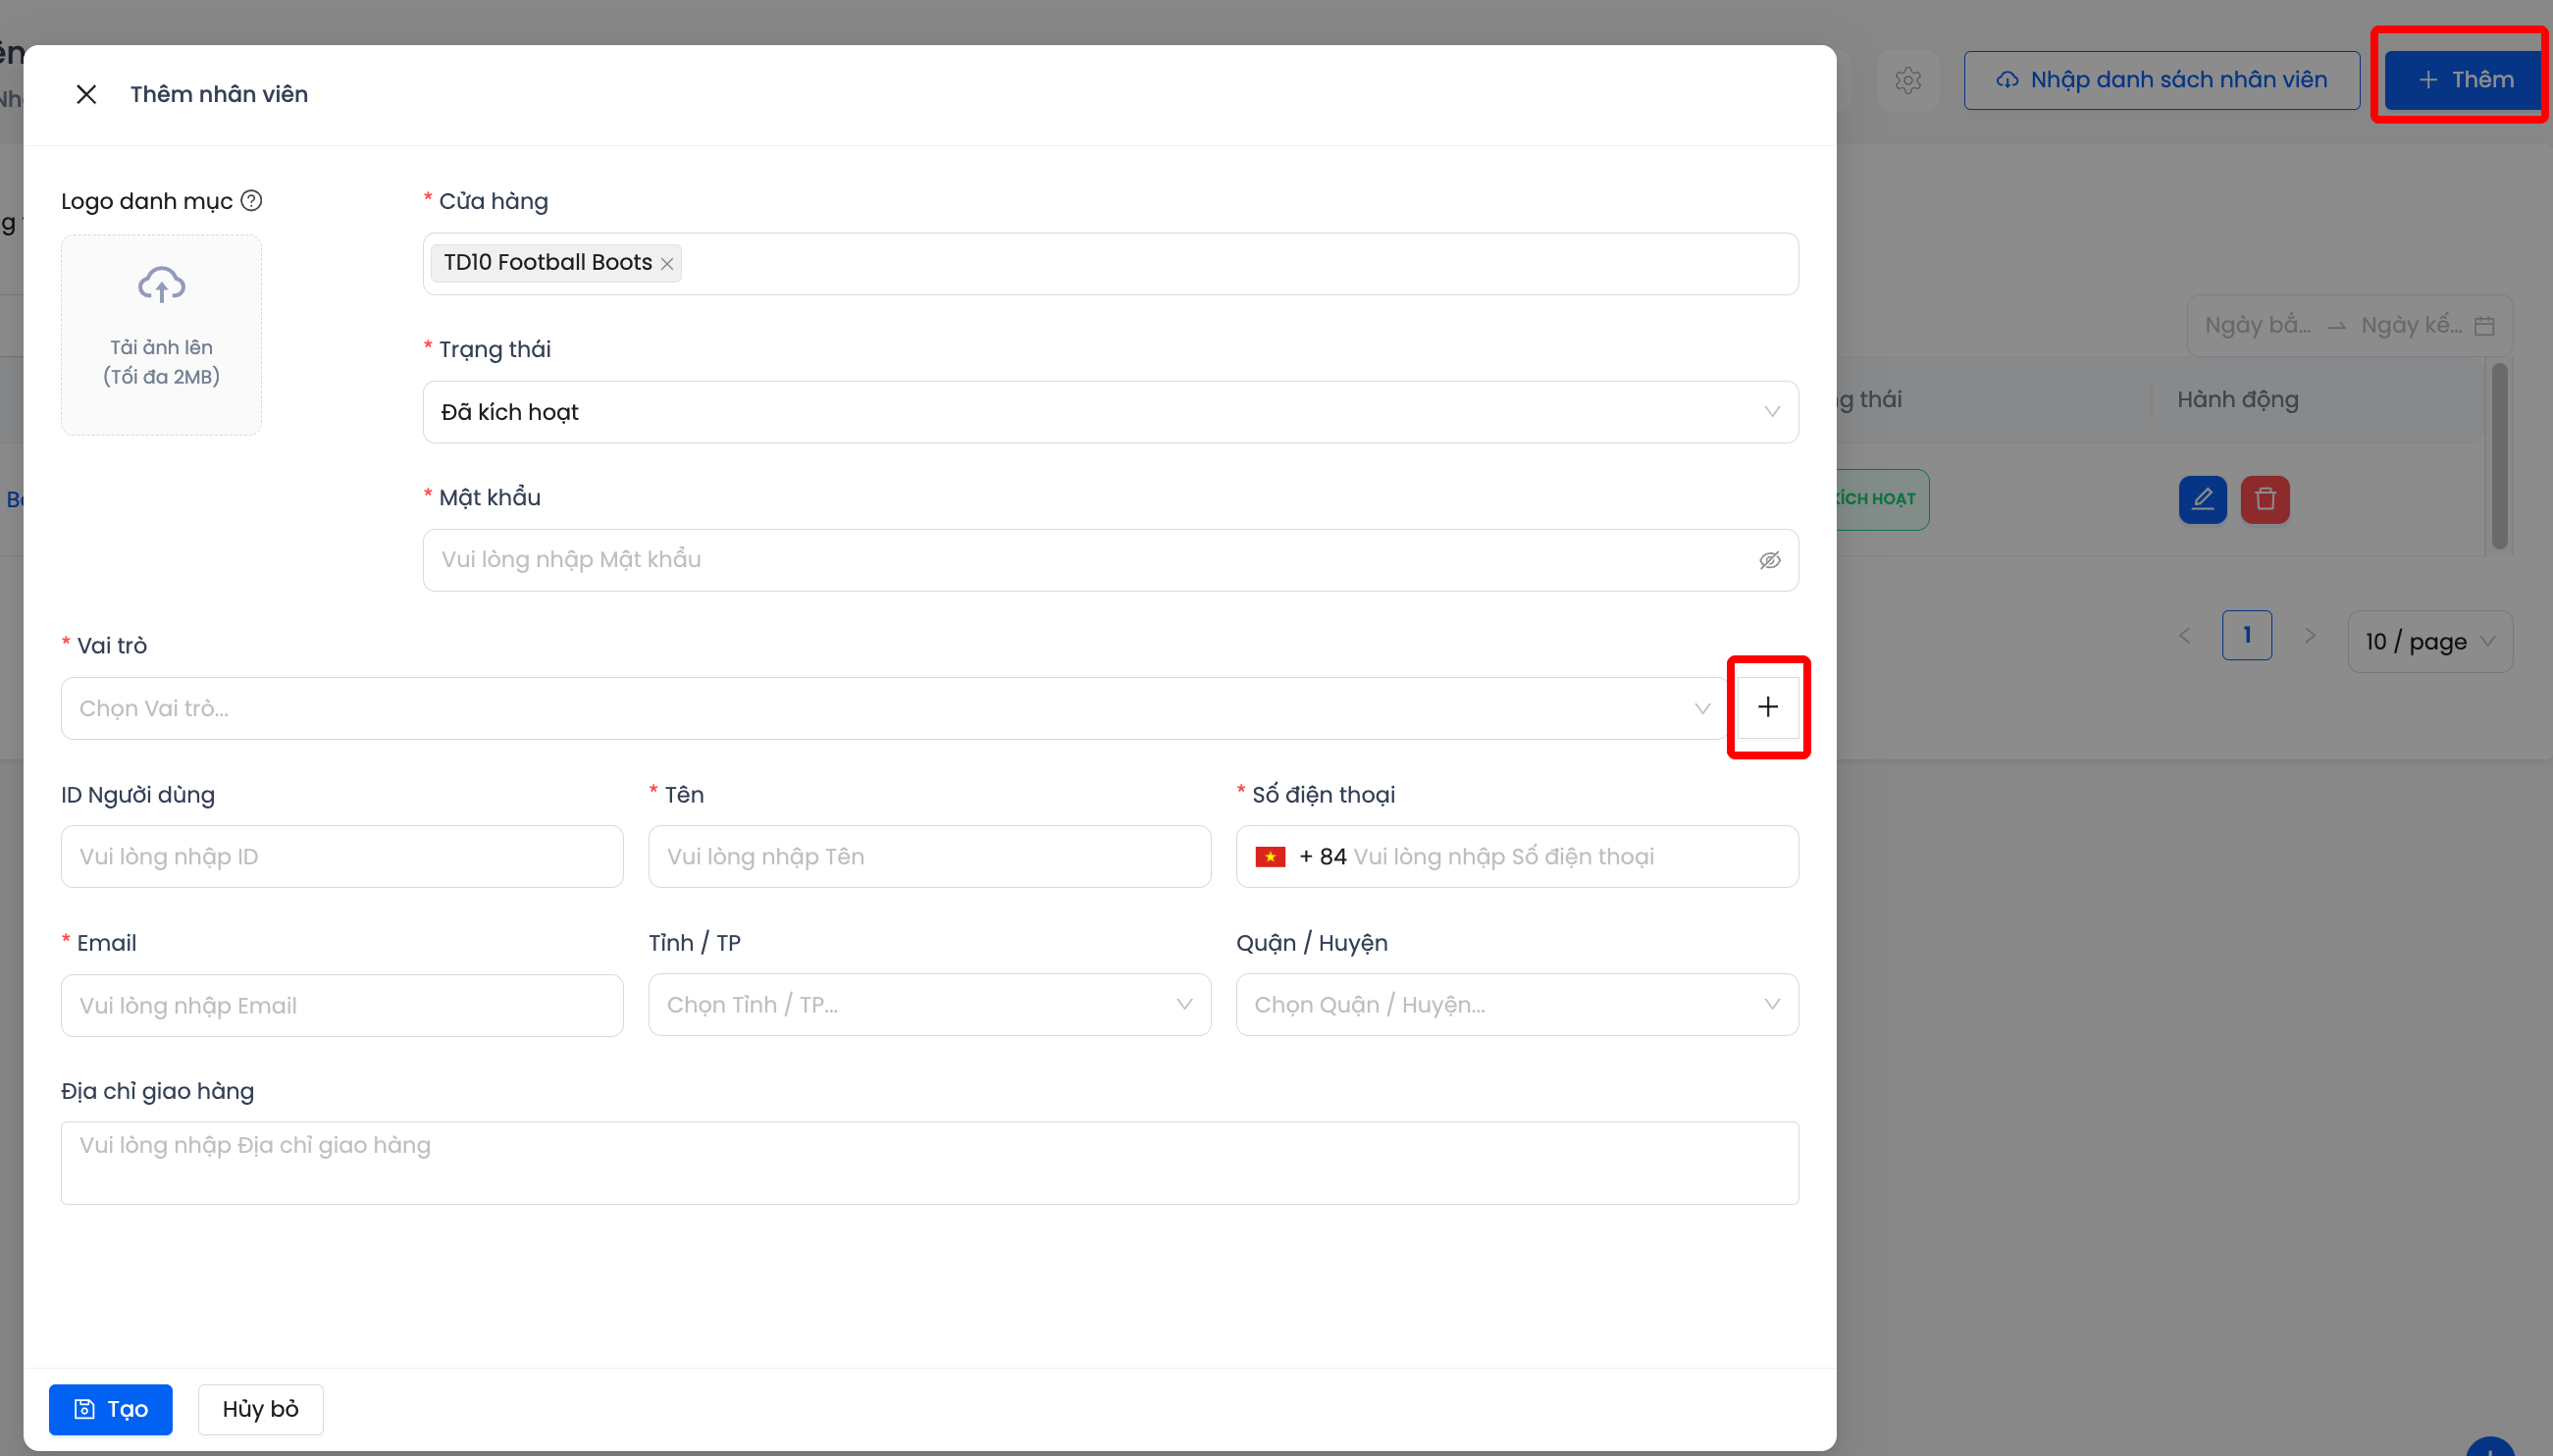 Thêm nhân viên
Nhập danh sách nhân viên
Thêm
Logo danh mục
Tải ảnh lên
(Tối đa 2MB)
* Cửa hàng
TD10 Football Boots
* Trạng thái
Đã kích hoạt
* Mật khẩu
Vui lòng nhập Mật khẩu
* Vai trò
Chọn Vai trò...
ID Người dùng
Vui lòng nhập ID
* Tên
Vui lòng nhập Tên
* Số điện thoại
+ 84 Vui lòng nhập Số điện thoại
* Email
Vui lòng nhập Email
Tỉnh / TP
Chọn Tỉnh / TP...
Quận / Huyện
Chọn Quận / Huyện...
Địa chỉ giao hàng
Vui lòng nhập Địa chỉ giao hàng
Tạo
Hủy bỏ
Ngày bắ... → Ngày kế...
thái
Hành động
KÍCH HOẠT
1
10 / page